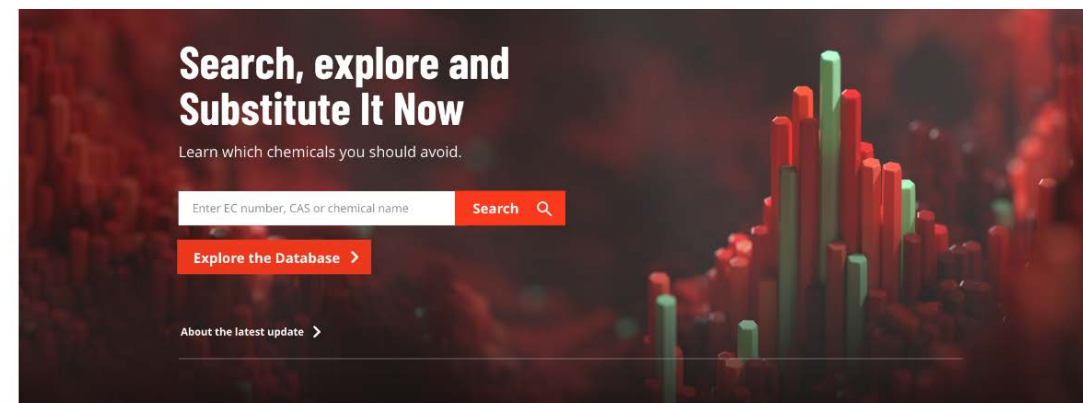 Search, explore and
Substitute It Now
Learn which chemicals you should avoid.
Enter EC number, CAS or chemical name
Search
Explore the Database
About the latest update